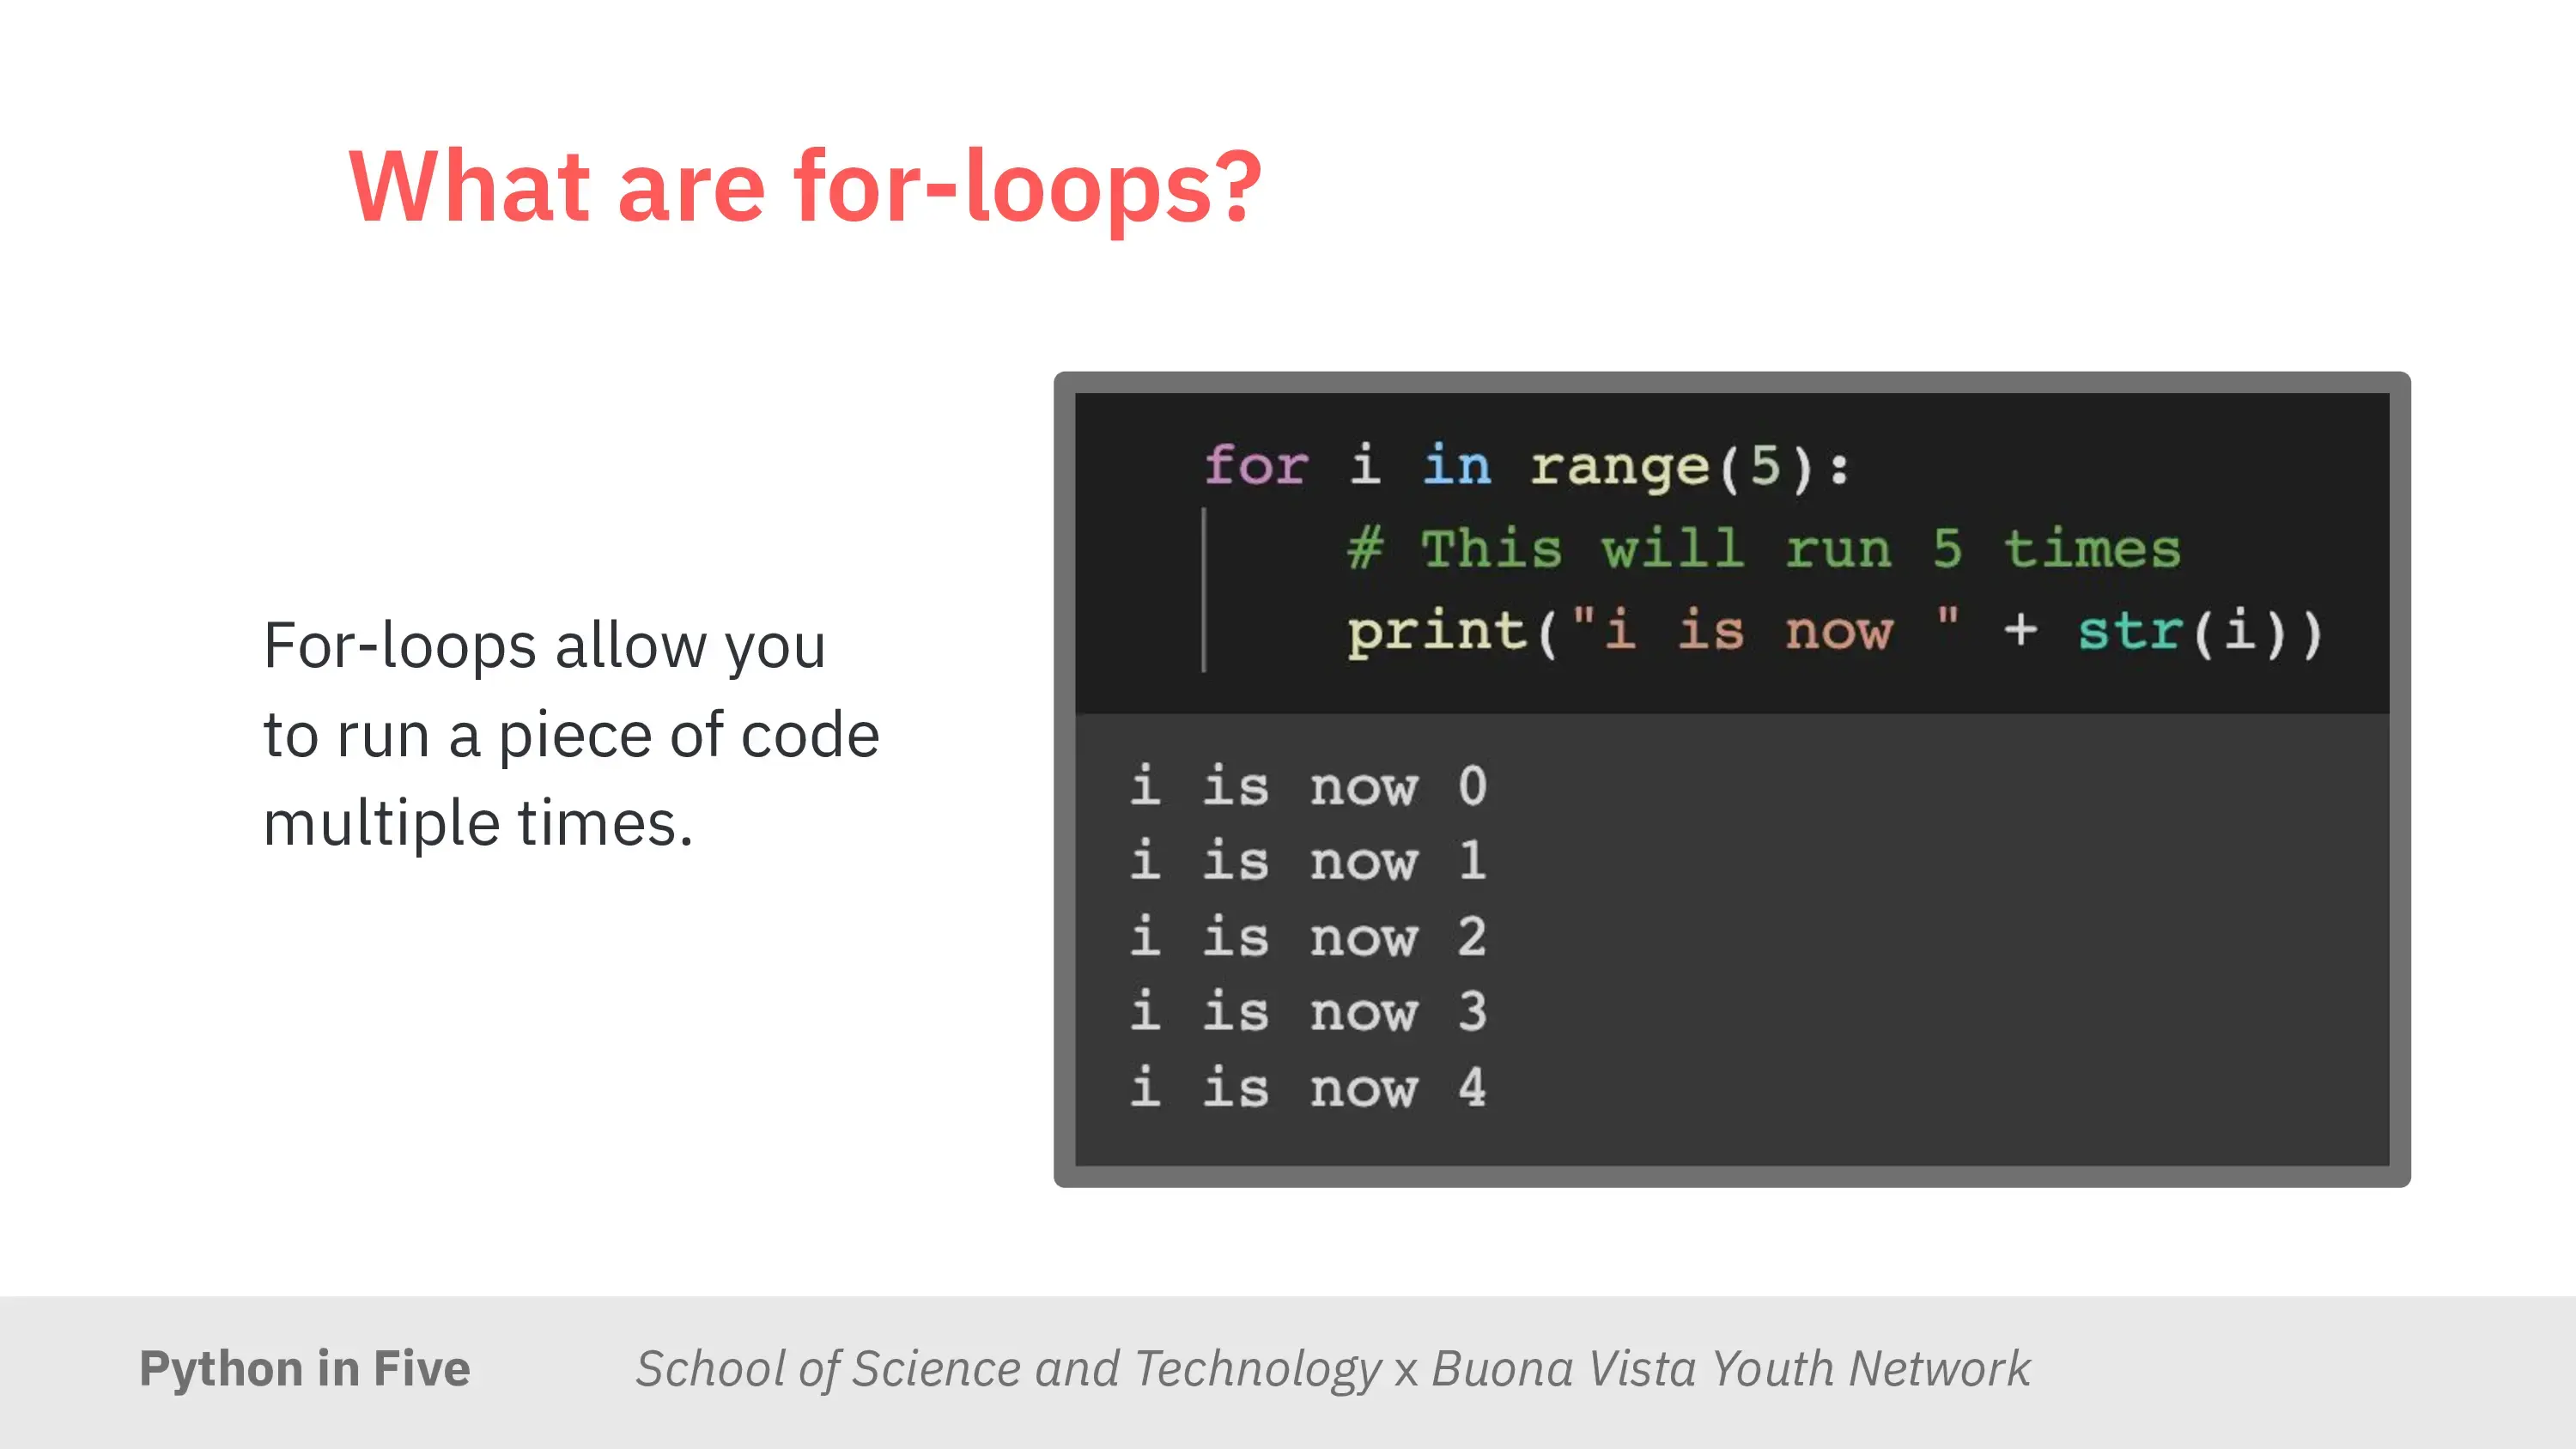 What are for-loops?
For-loops allow you
to run a piece of code
multiple times.
for i in range(5):
# This will run 5 times
print("i is now " + str(i))
i is now 0
i is now 1
i is now 2
i is now 3
i is now 4
Python in Five
School of Science and Technology x Buona Vista Youth Network